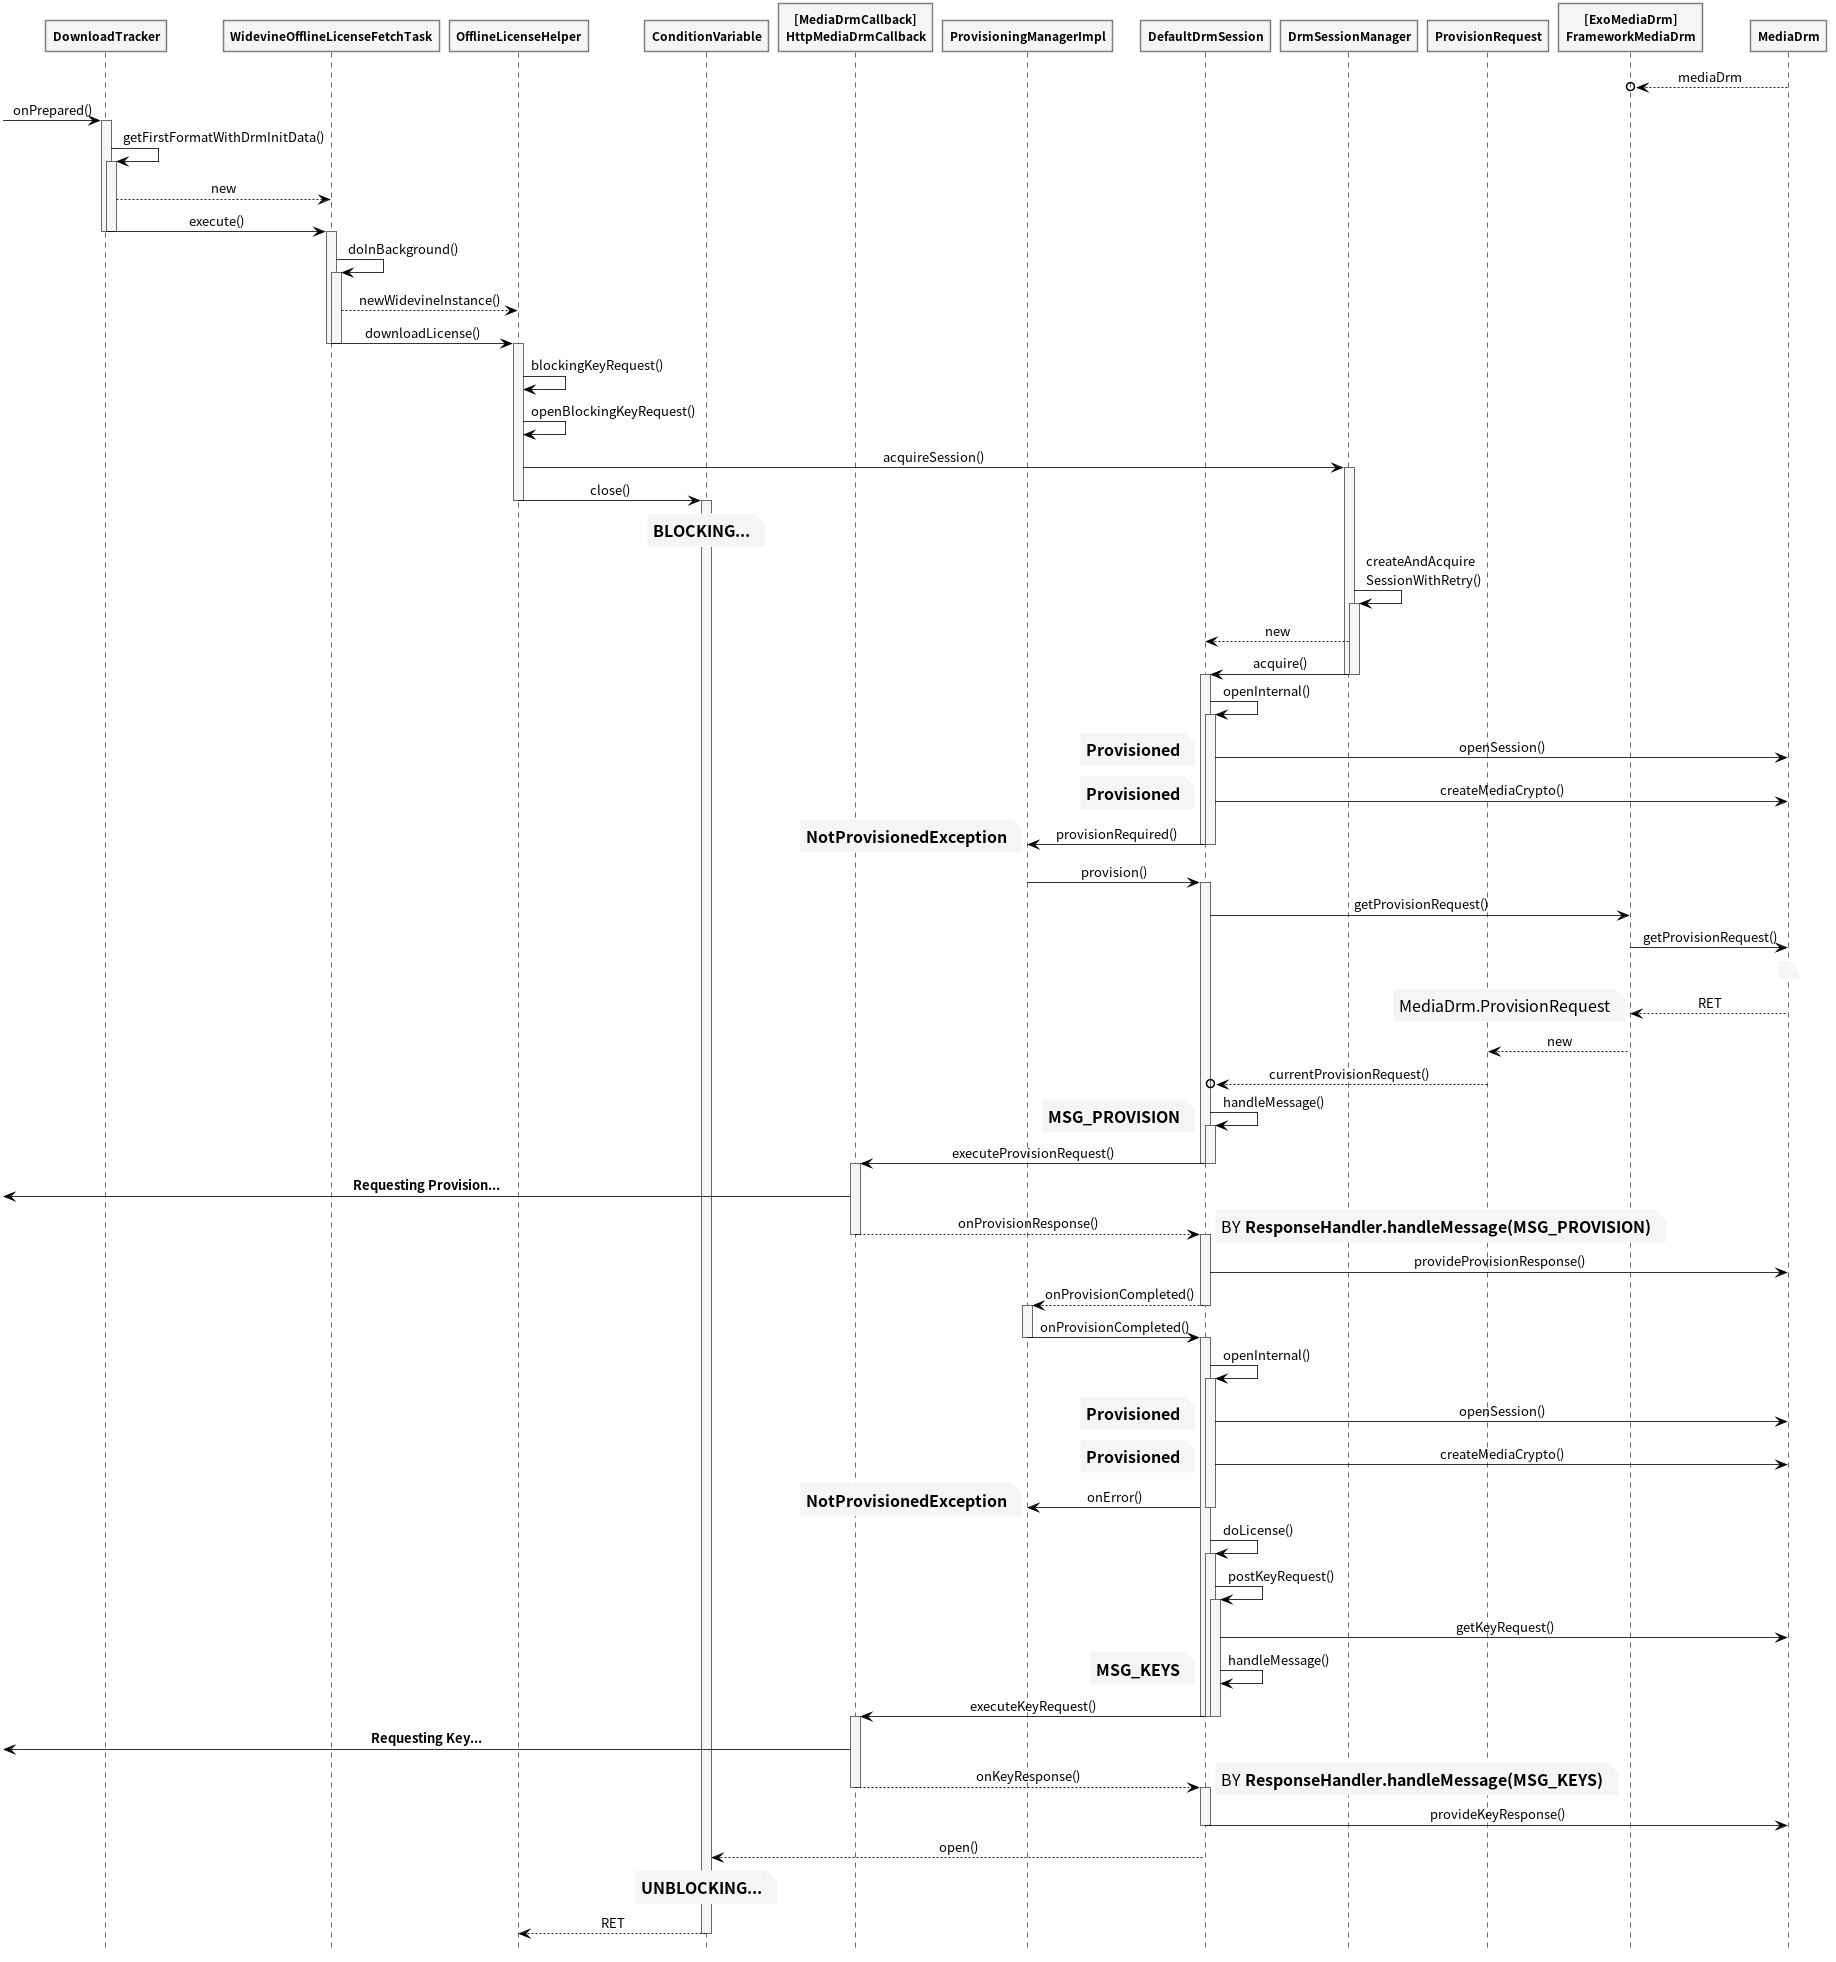 [MediaDrmCallback]
[ExoMediaDrm]
DownloadTracker
WidevineOfflineLicenseFetchTask
OfflineLicenseHelper
ConditionVariable
HttpMediaDrmCallback
ProvisioningManagerImpl
DefaultDrmSession
DrmSessionManager
ProvisionRequest
FrameworkMediaDrm
MediaDrm
mediaDrm
onPrepared()
getFirstFormatWithDrmInitData()
new
execute()
doInBackground()
newWidevineInstance()
downloadLicense()
blockingKeyRequest()
openBlockingKeyRequest()
acquireSession()
close()
BLOCKING...
createAndAcquire
SessionWithRetry()
new
acquire()
openInternal()
Provisioned
openSession()
Provisioned
createMediaCrypto()
NotProvisionedException
provisionRequired()
provision()
getProvisionRequest()
getProvisionRequest()
MediaDrm.ProvisionRequest
RET
new
currentProvisionRequest()
handleMessage()
MSG_PROVISION
executeProvisionRequest()
Requesting Provision...
onProvisionResponse()
BY ResponseHandler.handleMessage(MSG_PROVISION)
provideProvisionResponse()
onProvisionCompleted()
onProvisionCompleted()
openInternal()
Provisioned
openSession()
Provisioned
createMediaCrypto()
NotProvisionedException
onError()
doLicense()
postKeyRequest()
getKeyRequest()
MSG_KEYS
handleMessage()
executeKeyRequest()
Requesting Key...
onKeyResponse()
BY ResponseHandler.handleMessage(MSG_KEYS)
provideKeyResponse()
open()
UNBLOCKING...
RET